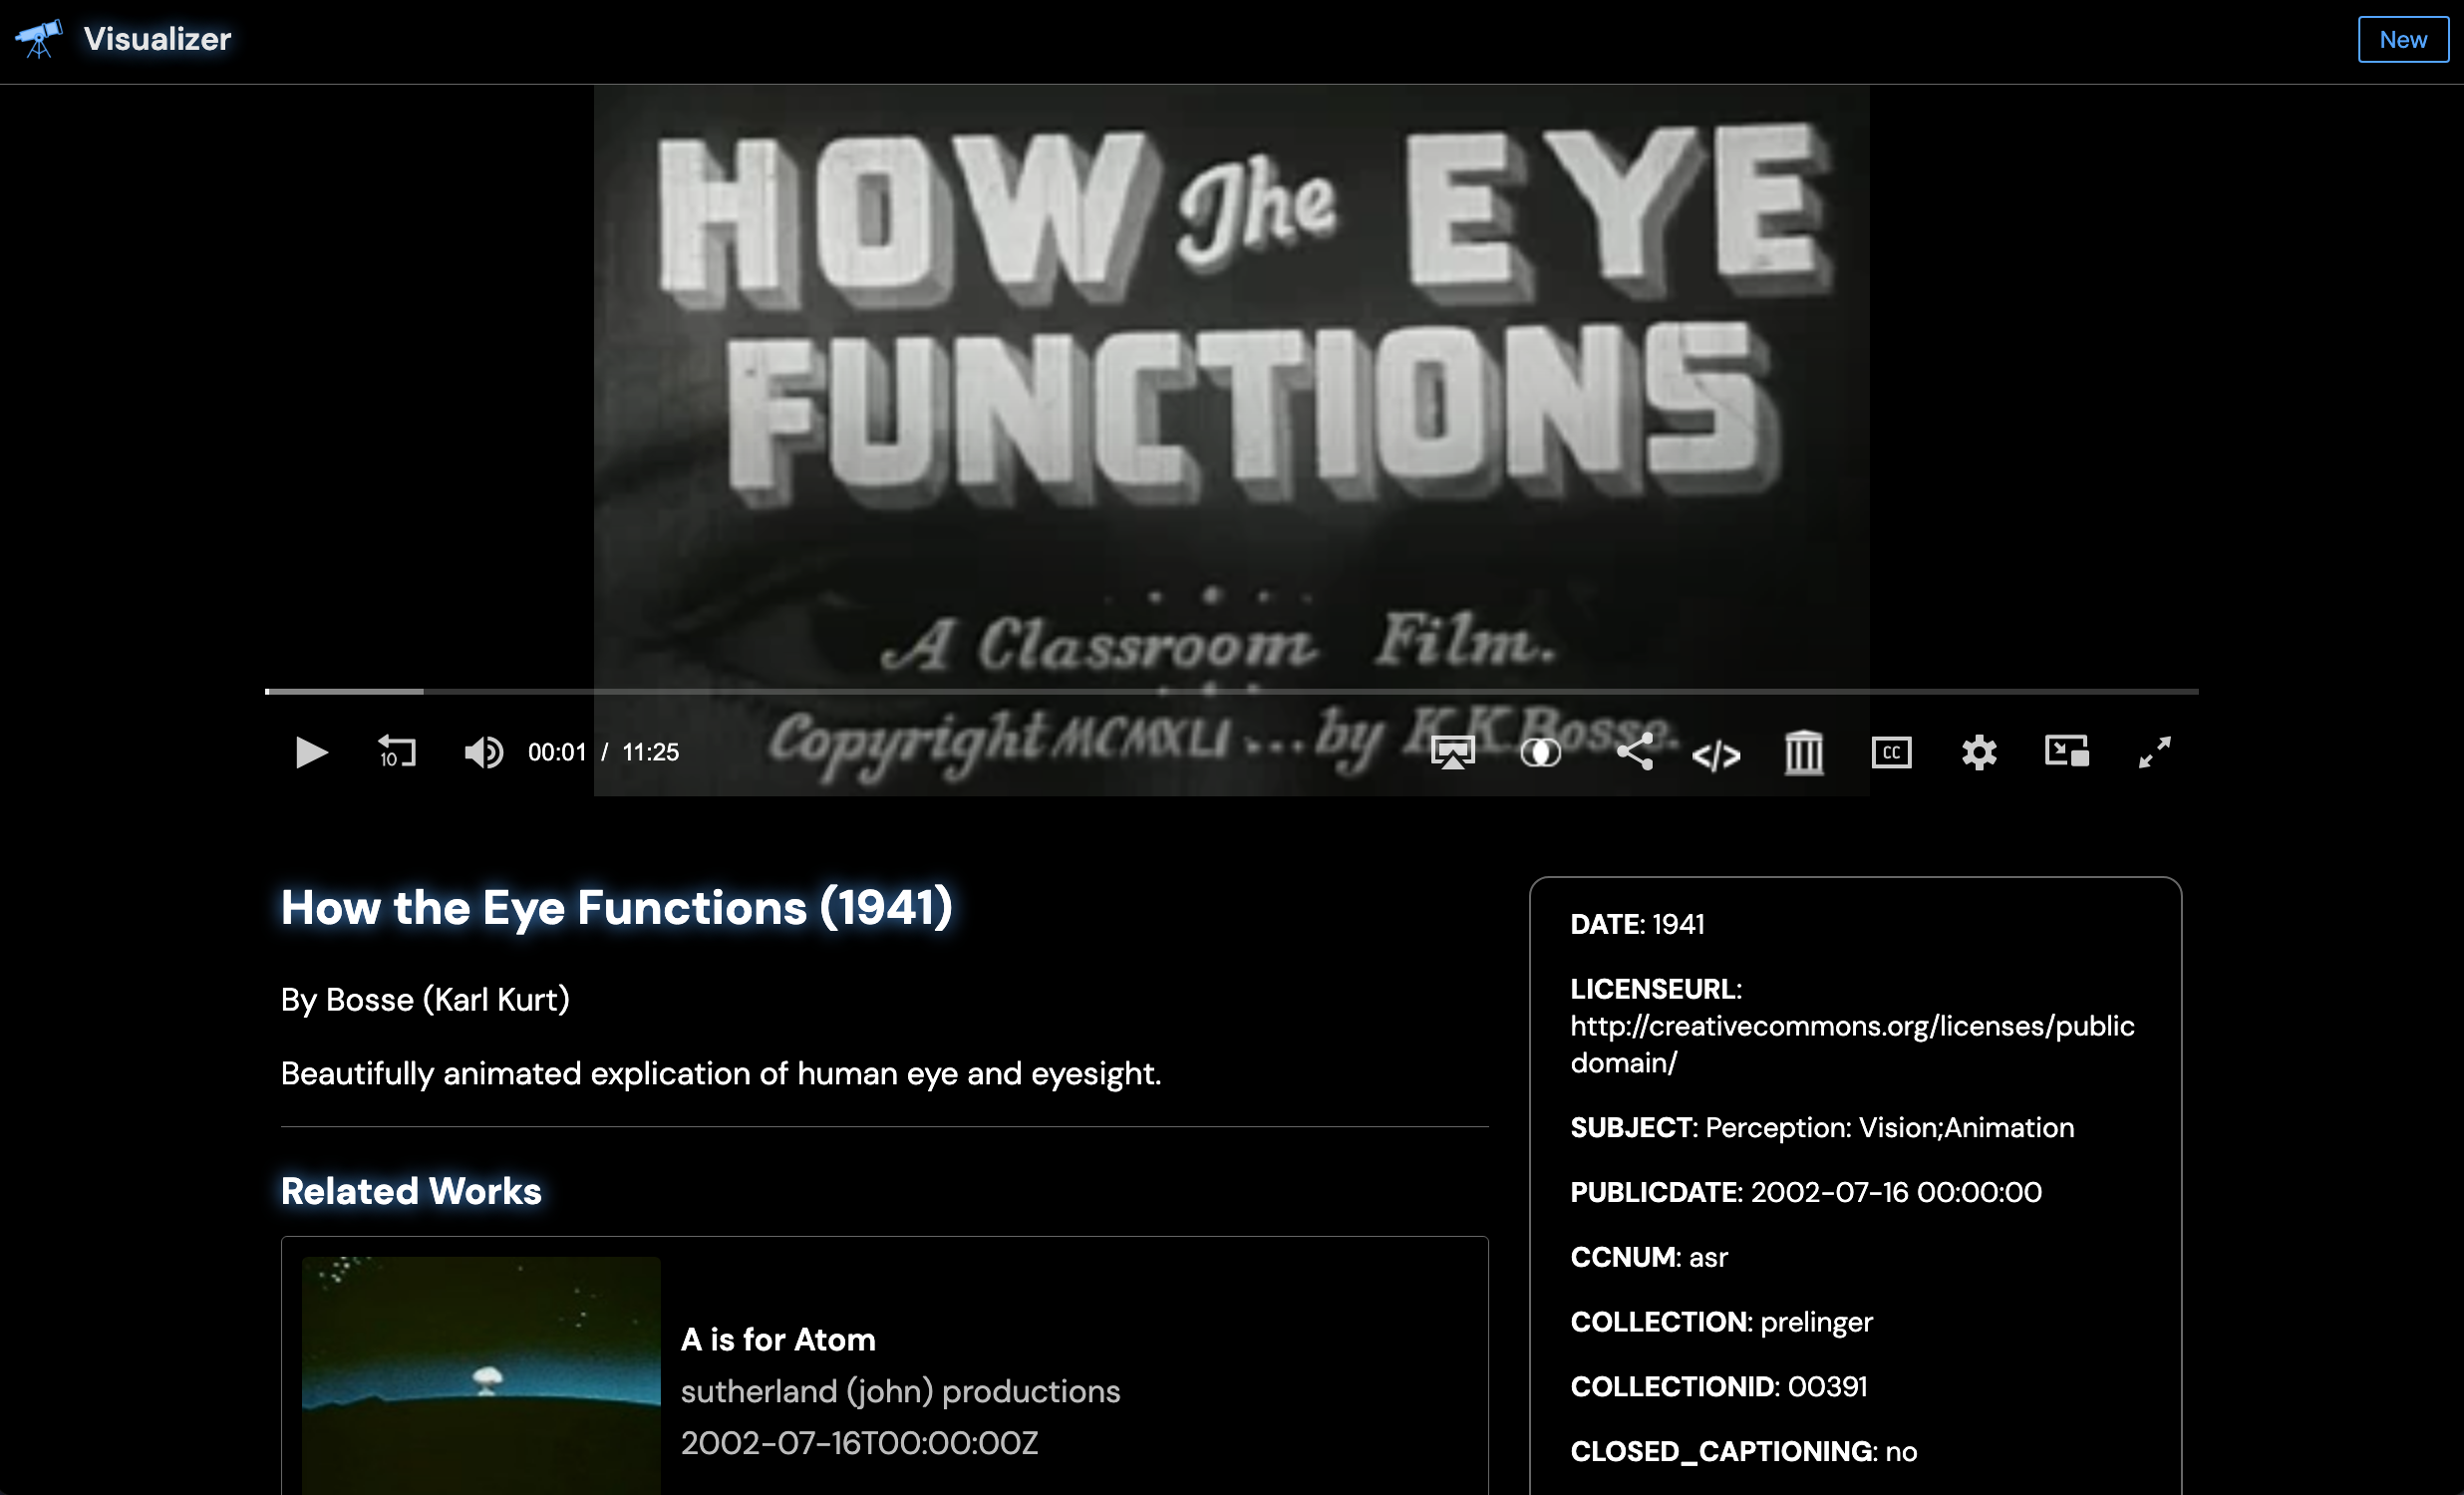 Visualizer
New
HOW The EYE
FUNCTIONS
A Classroom Film.
Copyright MCMXLI ... by K.K.Bosse.
10
00:01 / 11:25
</>
CC
How the Eye Functions (1941)
By Bosse (Karl Kurt)
Beautifully animated explication of human eye and eyesight.
Related Works
A is for Atom
sutherland (john) productions
2002-07-16T00:00:00Z
DATE: 1941
LICENSEURL:
http://creativecommons.org/licenses/public
domain/
SUBJECT: Perception: Vision;Animation
PUBLICDATE: 2002-07-16 00:00:00
CCNUM: asr
COLLECTION: prelinger
COLLECTIONID: 00391
CLOSED_CAPTIONING: no